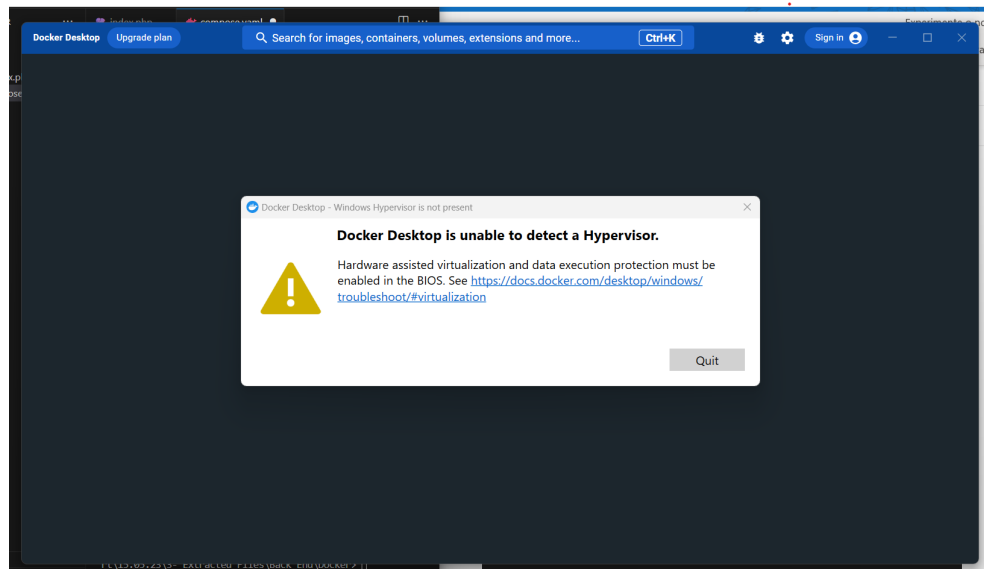 index.php
compose.yaml
Docker Desktop Upgrade plan Search for images, containers, volumes, extensions and more... Ctrl+K Sign in
Docker Desktop - Windows Hypervisor is not present
Docker Desktop is unable to detect a Hypervisor.
Hardware assisted virtualization and data execution protection must be
enabled in the BIOS. See https://docs.docker.com/desktop/windows/
troubleshoot/#virtualization
Quit